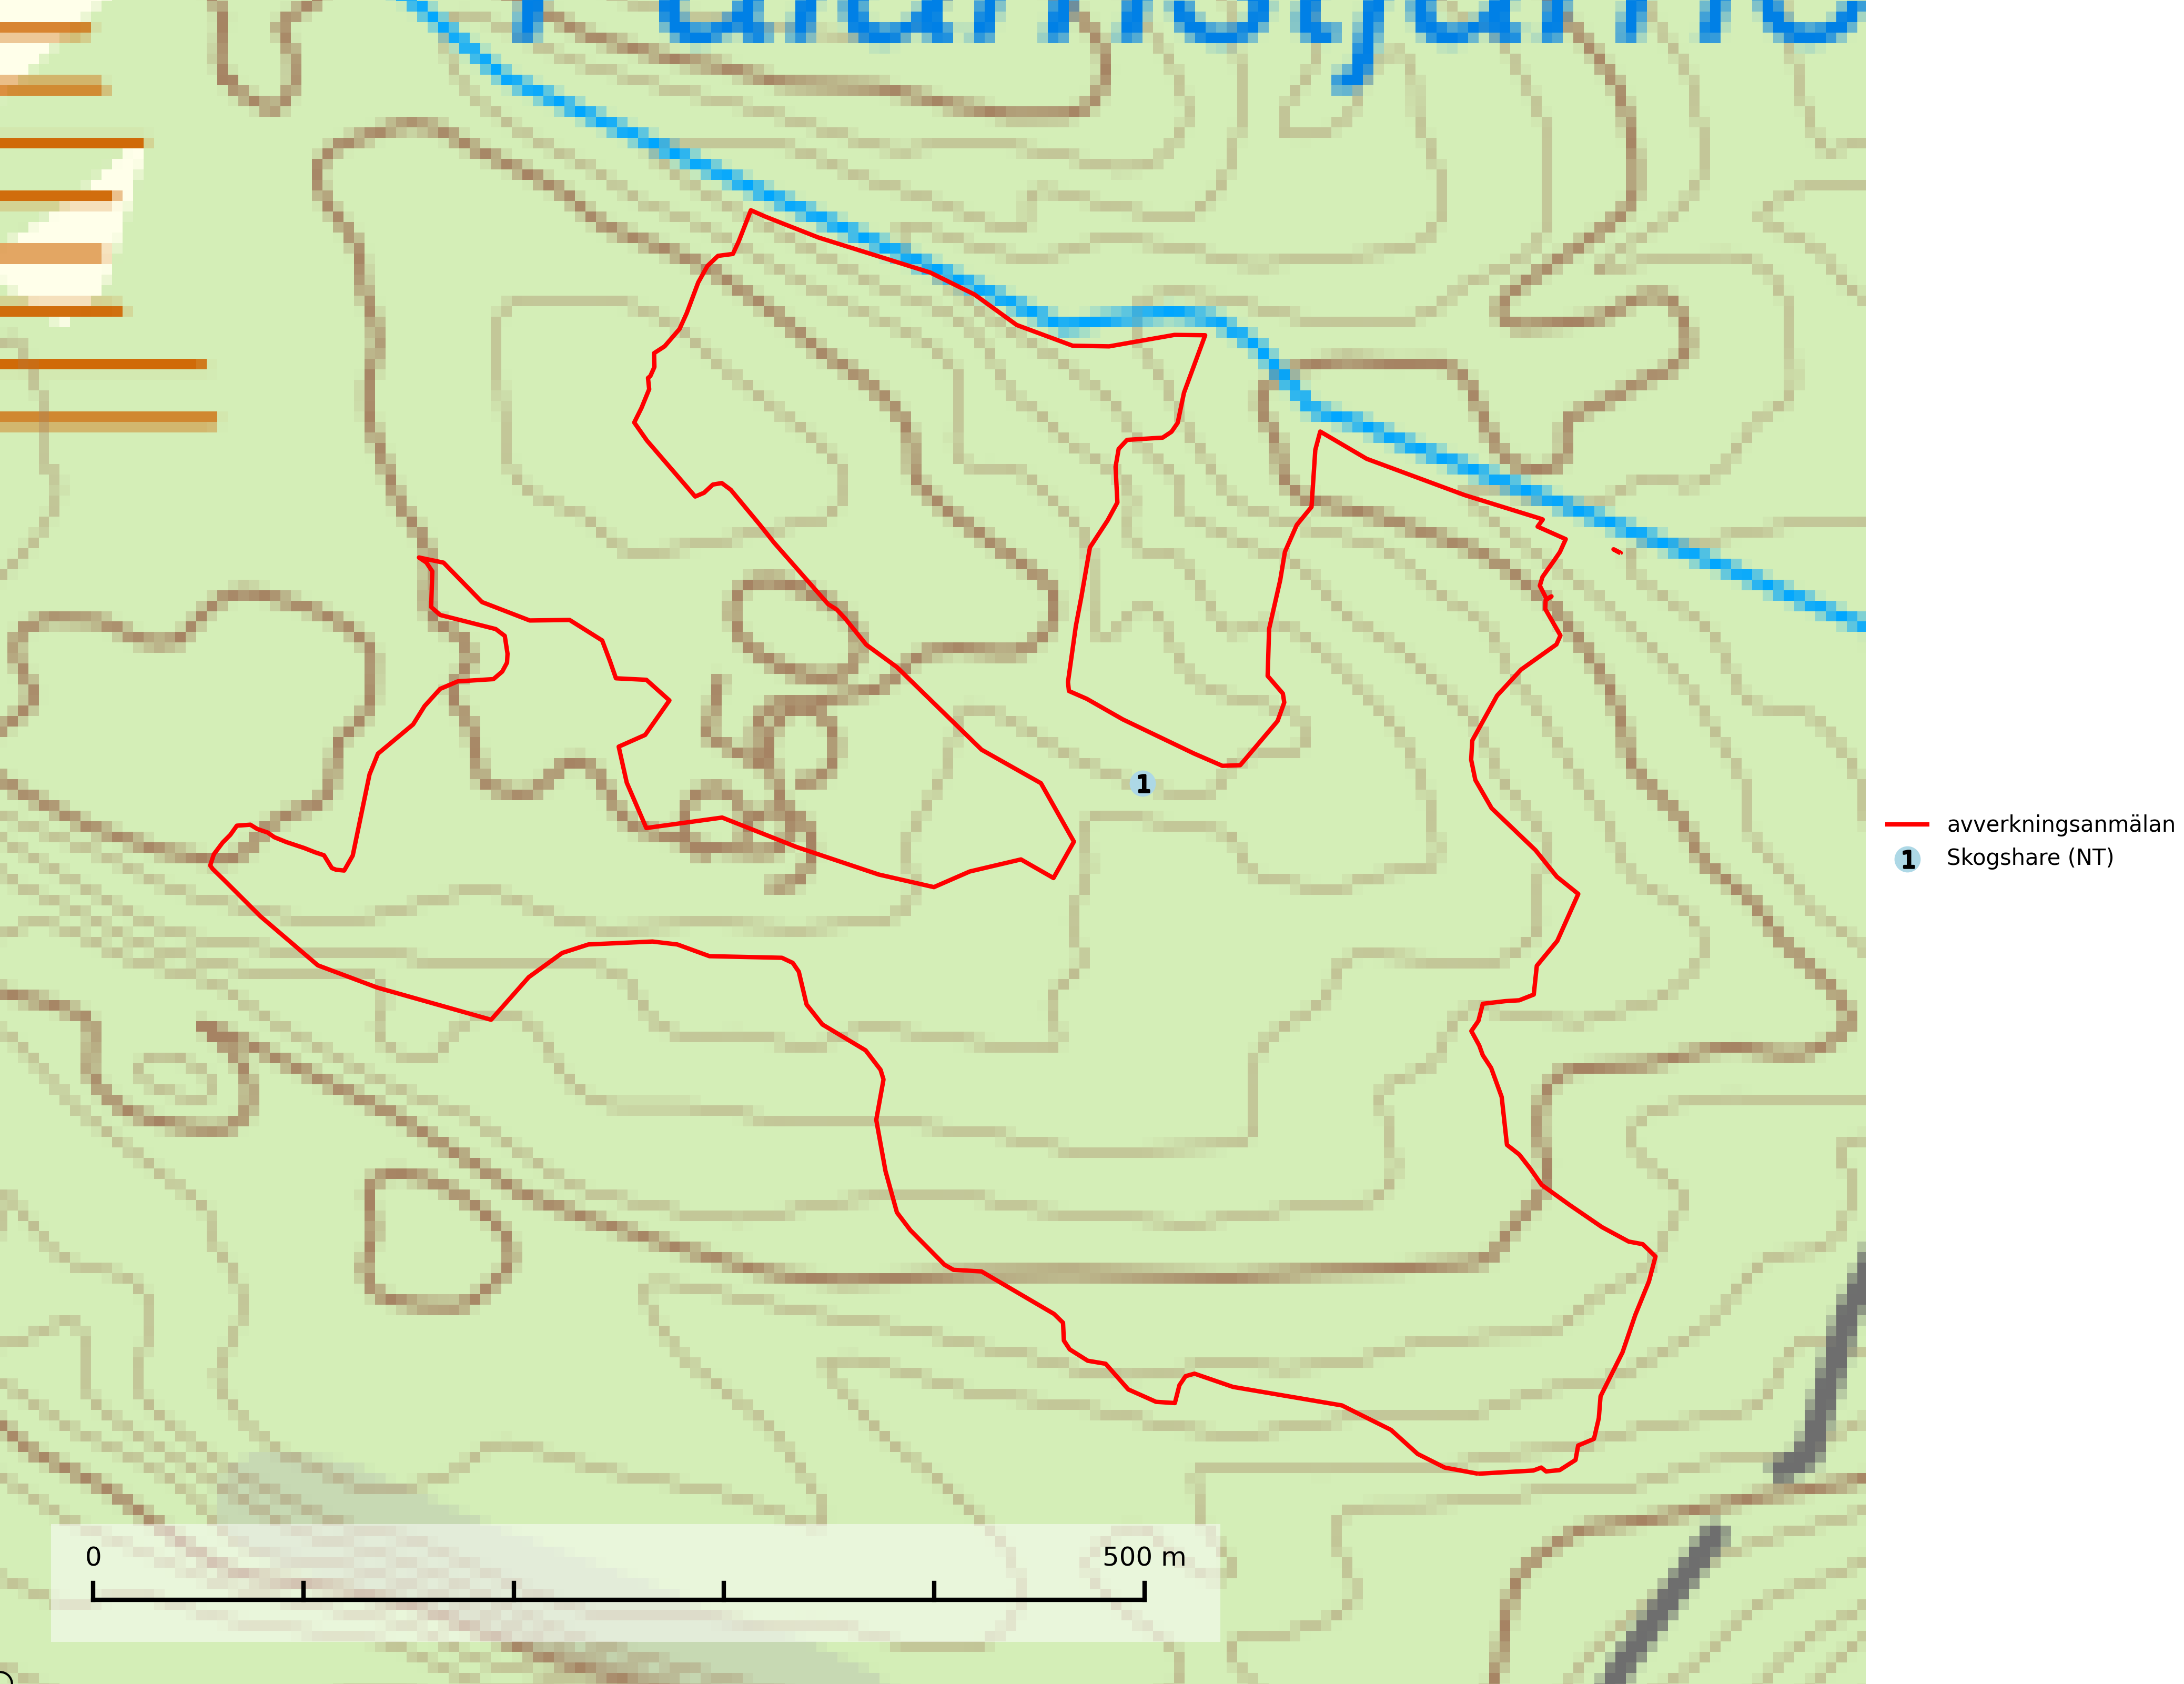 1
avverkningsanmälan
1 Skogshare (NT)
0 500 m